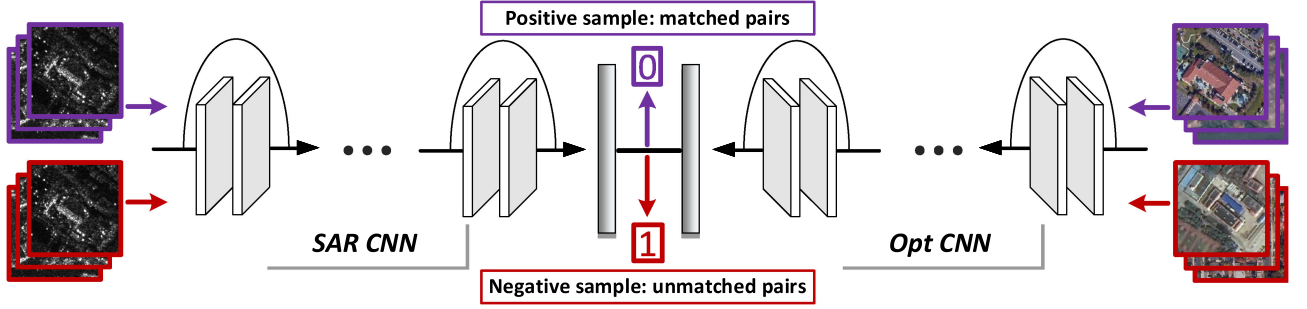 Positive sample: matched pairs
0
SAR CNN
Opt CNN
1
Negative sample: unmatched pairs